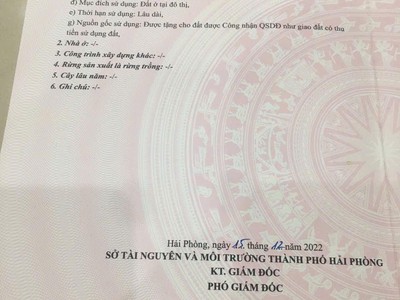 đ) Mục đích sử dụng: Đất ở tại đô thị,
e) Thời hạn sử dụng: Lâu dài,
g) Nguồn gốc sử dụng: Được tặng cho đất được Công nhận QSDĐ như giao đất có thu
tiền sử dụng đất,
2. Nhà ở: -/-
3. Công trình xây dựng khác: -/-
4. Rừng sản xuất là rừng trồng: -/-
5. Cây lâu năm: -/-
6. Ghi chú: -/-
Hải Phòng, ngày 15 tháng 12 năm 2022
SỞ TÀI NGUYÊN VÀ MÔI TRƯỜNG THÀNH PHỐ HẢI PHÒNG
KT. GIÁM ĐỐC
PHÓ GIÁM ĐỐC